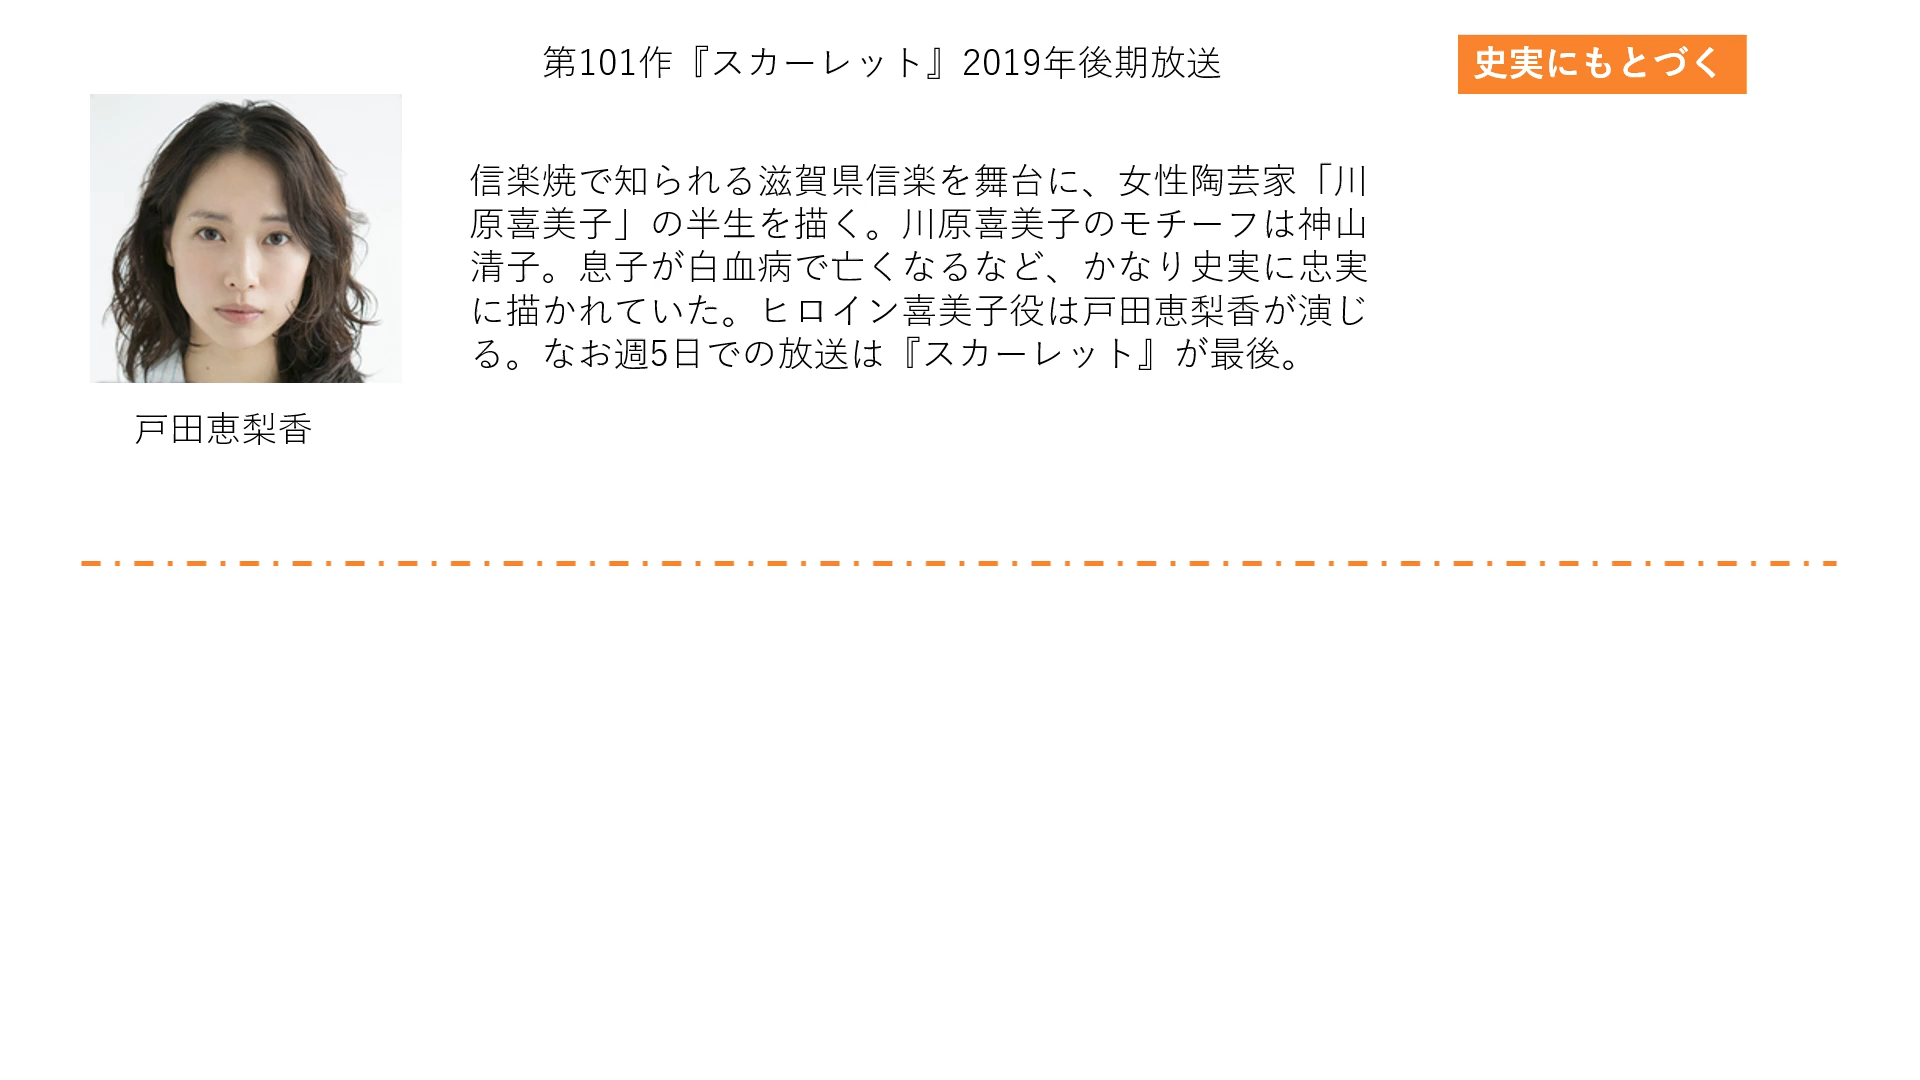 第101作『スカーレット』2019年後期放送
史実にもとづく
信楽焼で知られる滋賀県信楽を舞台に、女性陶芸家「川
原喜美子」の半生を描く。川原喜美子のモチーフは神山
清子。息子が白血病で亡くなるなど、かなり史実に忠実
に描かれていた。ヒロイン喜美子役は戸田恵梨香が演じ
る。なお週5日での放送は『スカーレット』が最後。
戸田恵梨香